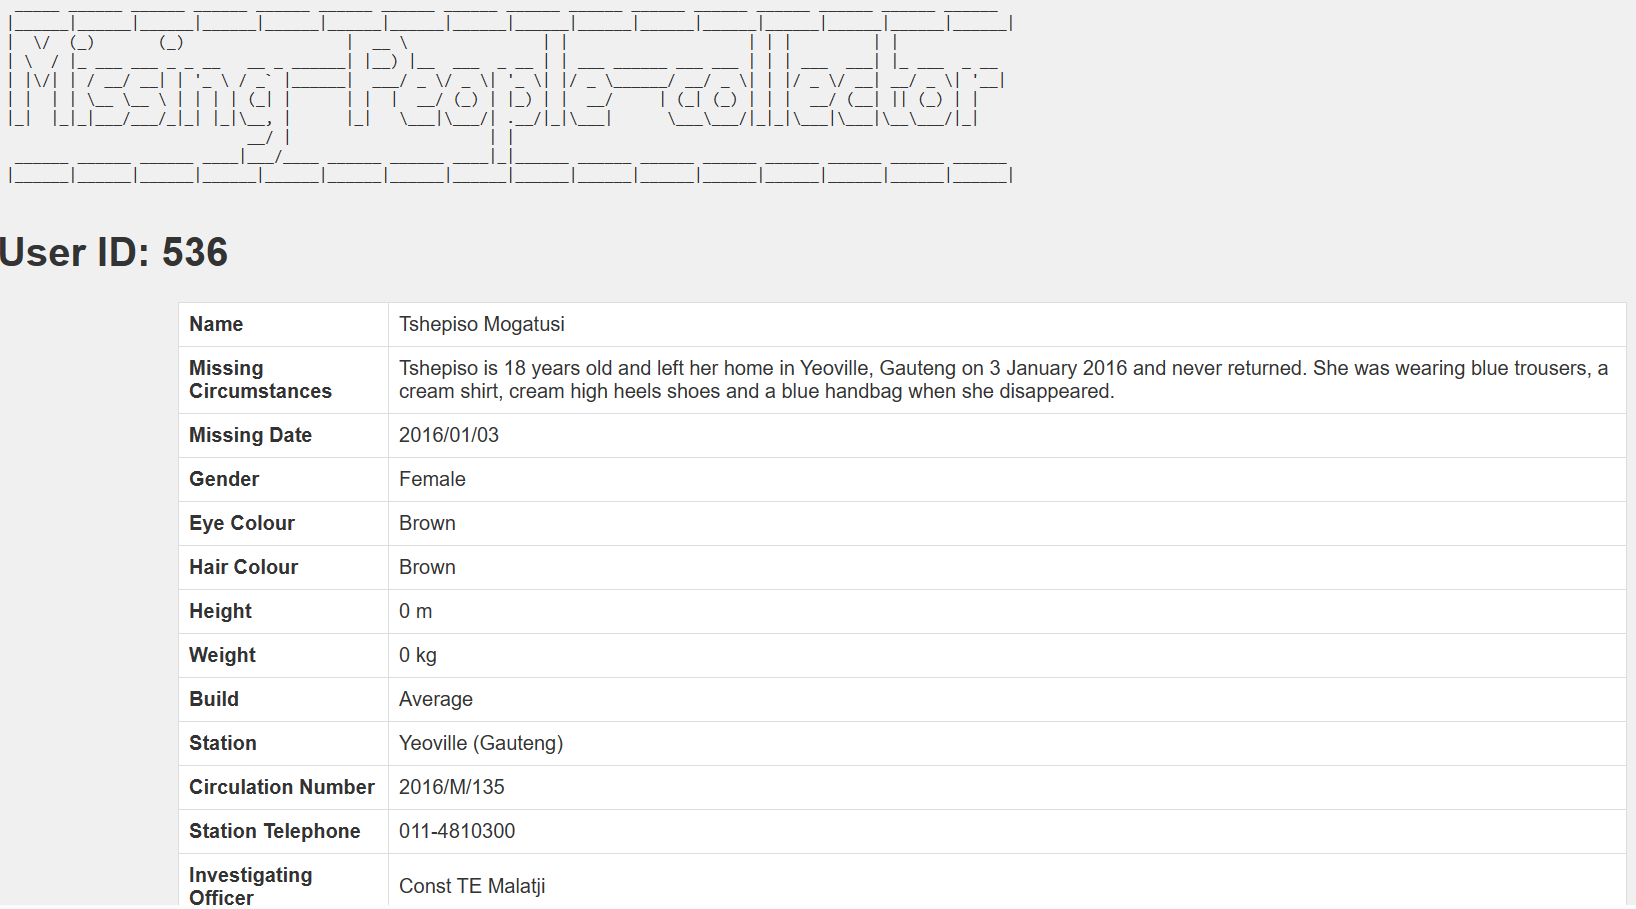 Missing-People-collector
User ID: 536
Name
Tshepiso Mogatusi
Missing
Circumstances
Tshepiso is 18 years old and left her home in Yeoville, Gauteng on 3 January 2016 and never returned. She was wearing blue trousers, a
cream shirt, cream high heels shoes and a blue handbag when she disappeared.
Missing Date
2016/01/03
Gender
Female
Eye Colour
Brown
Hair Colour
Brown
Height
0 m
Weight
0 kg
Build
Average
Station
Yeoville (Gauteng)
Circulation Number
2016/M/135
Station Telephone
011-4810300
Investigating
Officer
Const TE Malatji